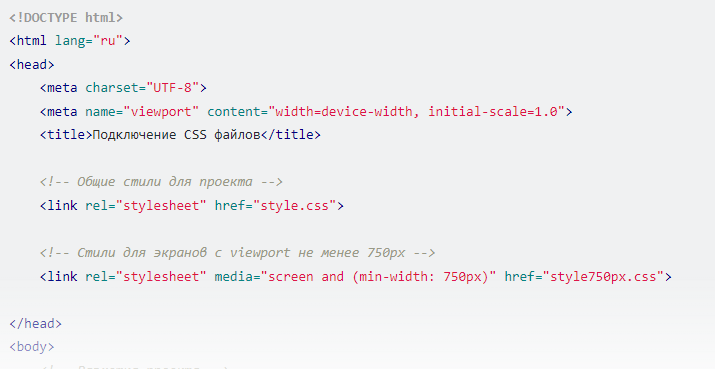 <!DOCTYPE html>
<html lang="ru">
<head>
    <meta charset="UTF-8">
    <meta name="viewport" content="width=device-width, initial-scale=1.0">
    <title>Подключение CSS файлов</title>
    <!-- Общие стили для проекта -->
    <link rel="stylesheet" href="style.css">
    <!-- Стили для экранов с viewport не менее 750px -->
    <link rel="stylesheet" media="screen and (min-width: 750px)" href="style750px.css">
</head>
<body>